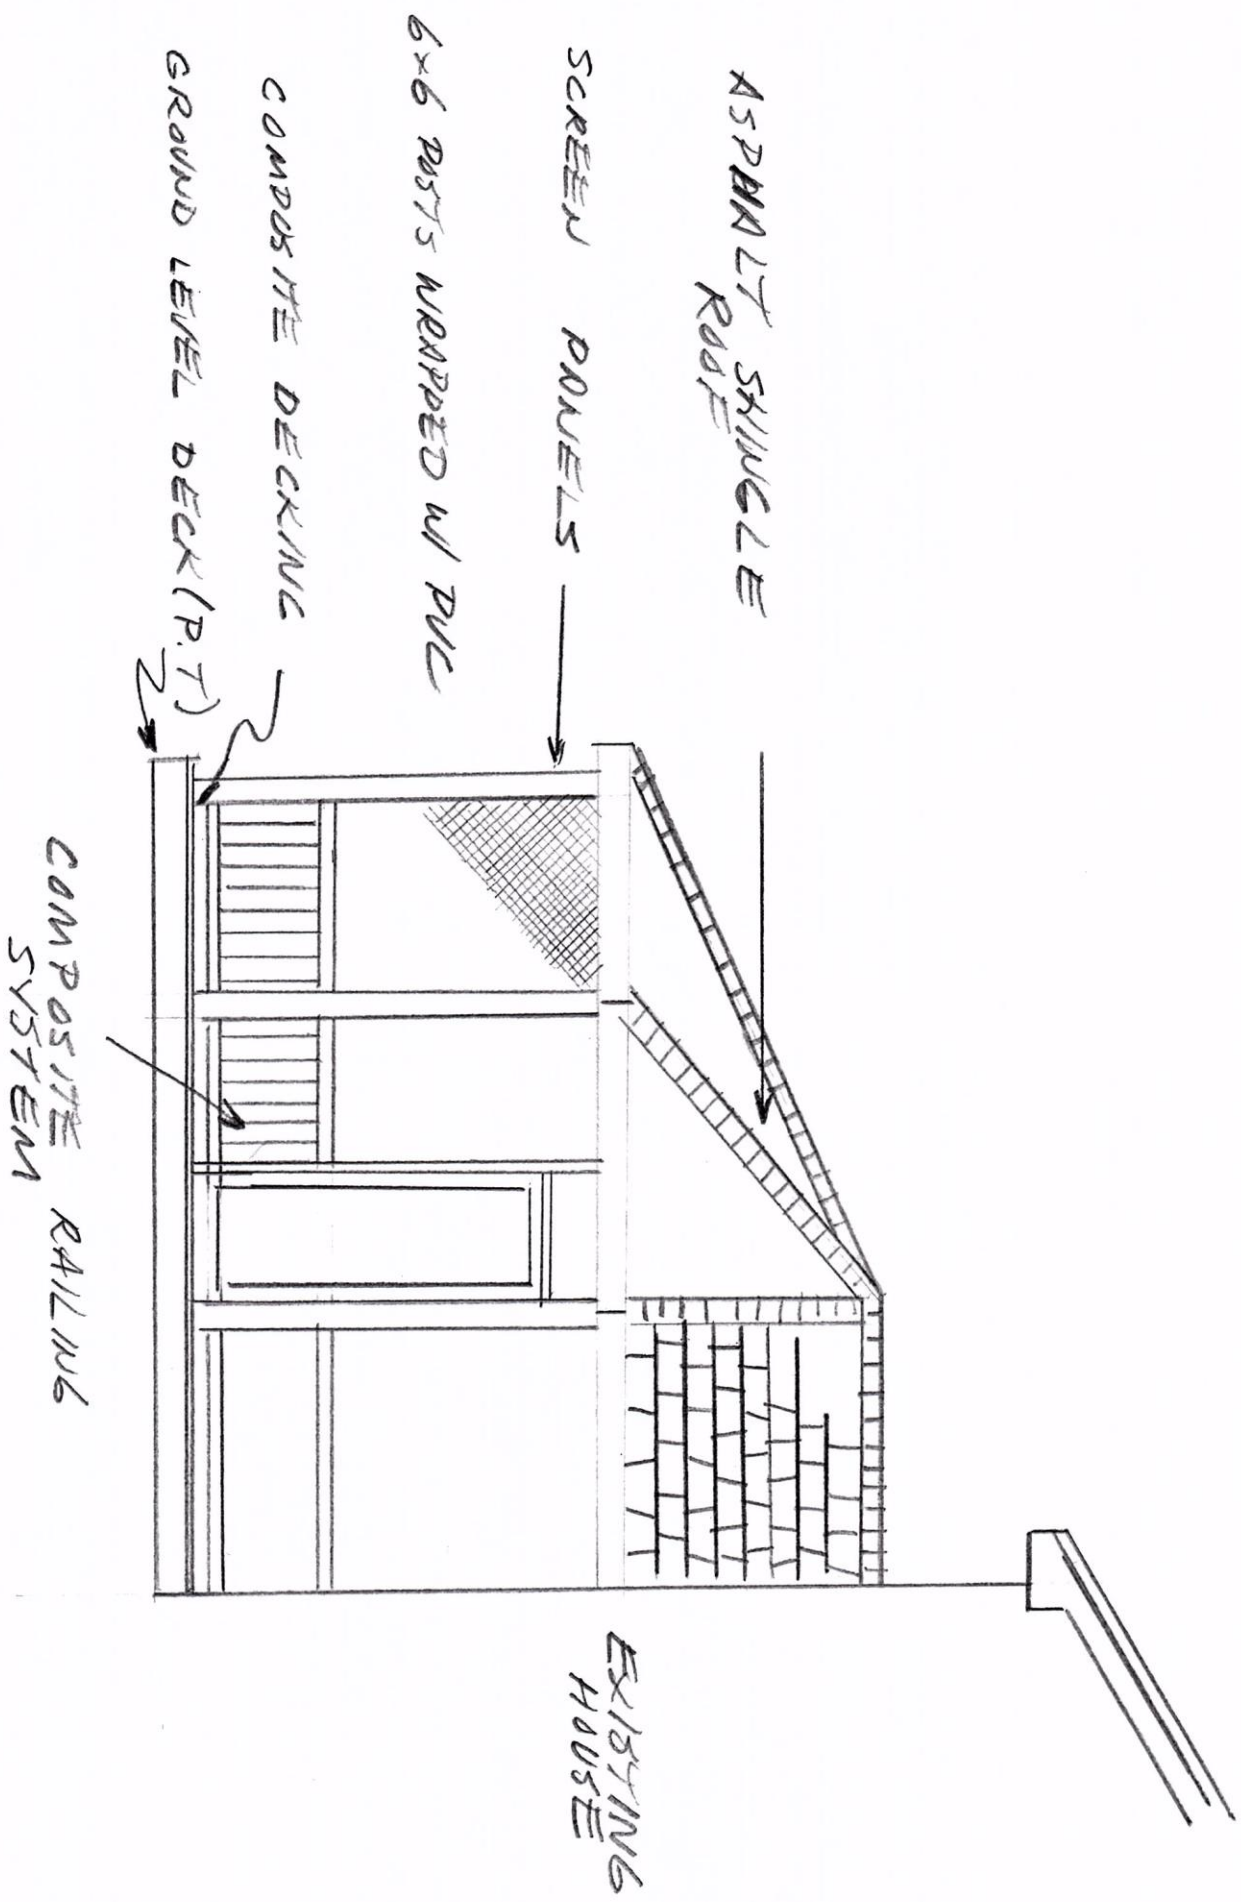 ASPHALT SHINGLE
ROOF
SCREEN PANELS
6x6 POSTS WRAPPED W/ PVC
COMPOSITE DECKING
GROUND LEVEL DECK (P.T)
COMPOSITE RAILING
SYSTEM
EXISTING
HOUSE